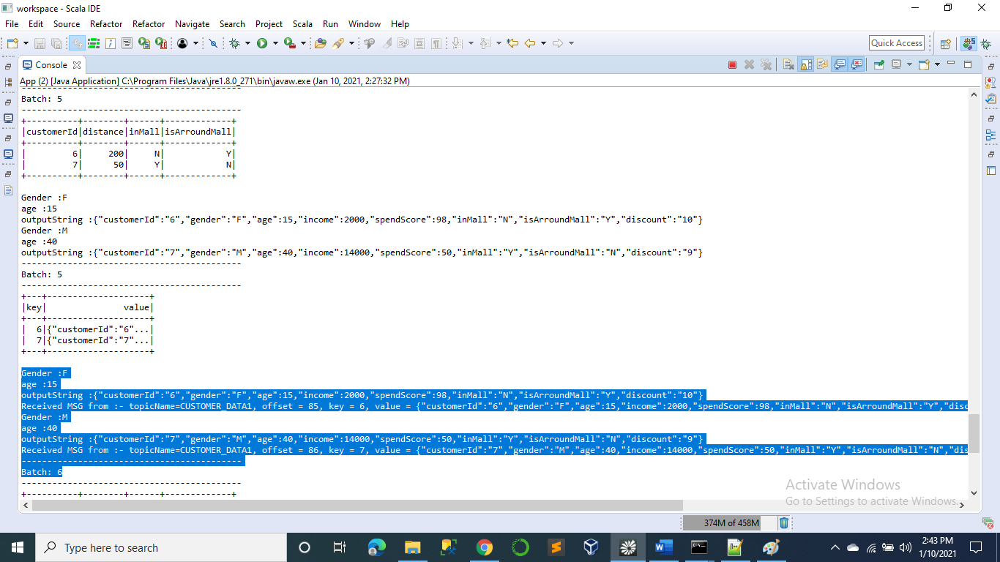 workspace - Scala IDE
File Edit Source Refactor Refactor Navigate Search Project Scala Run Window Help
Quick Access
Console
App (2) [Java Application] C:\Program Files\Java\jre1.8.0_271\bin\javaw.exe (Jan 10, 2021, 2:27:32 PM)
-------------------------------------------
Batch: 5
-------------------------------------------
+----------+--------+------+-------------+
|customerId|distance|inMall|isArroundMall|
+----------+--------+------+-------------+
|         6|     200|     N|            Y|
|         7|      50|     Y|            N|
+----------+--------+------+-------------+
Gender :F
age :15
outputString :{"customerId":"6","gender":"F","age":15,"income":2000,"spendScore":98,"inMall":"N","isArroundMall":"Y","discount":"10"}
Gender :M
age :40
outputString :{"customerId":"7","gender":"M","age":40,"income":14000,"spendScore":50,"inMall":"Y","isArroundMall":"N","discount":"9"}
-------------------------------------------
Batch: 5
-------------------------------------------
+---+--------------------+
|key|               value|
+---+--------------------+
|  6|{"customerId":"6"...|
|  7|{"customerId":"7"...|
+---+--------------------+
Gender :F
age :15
outputString :{"customerId":"6","gender":"F","age":15,"income":2000,"spendScore":98,"inMall":"N","isArroundMall":"Y","discount":"10"}
Received MSG from :- topicName=CUSTOMER_DATA1, offset = 85, key = 6, value = {"customerId":"6","gender":"F","age":15,"income":2000,"spendScore":98,"inMall":"N","isArroundMall":"Y","disc
Gender :M
age :40
outputString :{"customerId":"7","gender":"M","age":40,"income":14000,"spendScore":50,"inMall":"Y","isArroundMall":"N","discount":"9"}
Received MSG from :- topicName=CUSTOMER_DATA1, offset = 86, key = 7, value = {"customerId":"7","gender":"M","age":40,"income":14000,"spendScore":50,"inMall":"Y","isArroundMall":"N","dis
-------------------------------------------
Batch: 6
-------------------------------------------
+----------+--------+------+-------------+
Activate Windows
Go to Settings to activate Windows.
374M of 458M
Type here to search
2:43 PM
1/10/2021